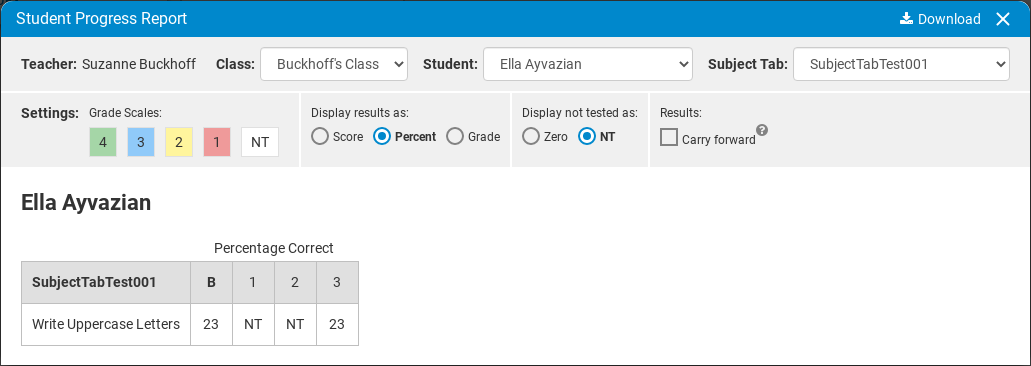 Student Progress Report Download
Teacher: Suzanne Buckhoff Class: Buckhoff's Class Student: Ella Ayvazian Subject Tab: SubjectTabTest001
Settings: Grade Scales: Display results as: Display not tested as: Results:
4 3 2 1 NT Score Percent Grade Zero NT Carry forward ?
Ella Ayvazian
Percentage Correct
SubjectTabTest001 B 1 2 3
Write Uppercase Letters 23 NT NT 23